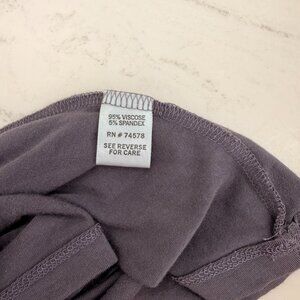 95% VISCOSE
5% SPANDEX
RN # 74578
SEE REVERSE
FOR CARE